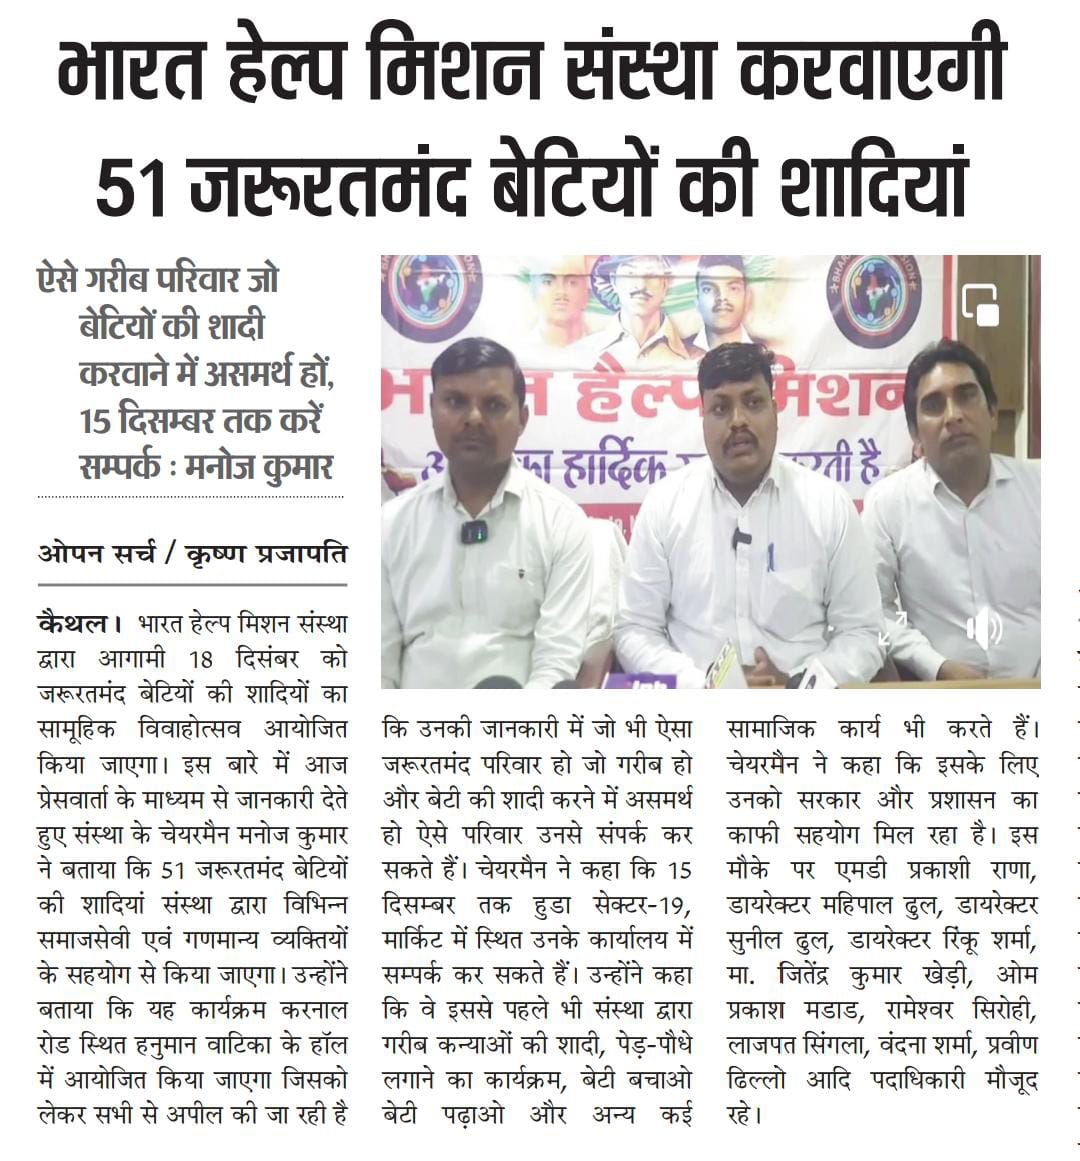 भारत हेल्प मिशन संस्था करवाएगी
51 जरूरतमंद बेटियों की शादियां
ऐसे गरीब परिवार जो
बेटियों की शादी
करवाने में असमर्थ हों,
15 दिसम्बर तक करें
सम्पर्क : मनोज कुमार
हैल्प मिशन
हार्दिक
ओपन सर्च / कृष्ण प्रजापति
कैथल। भारत हेल्प मिशन संस्था
द्वारा आगामी 18 दिसंबर को
जरूरतमंद बेटियों की शादियों का
सामूहिक विवाहोत्सव आयोजित
किया जाएगा। इस बारे में आज
प्रेसवार्ता के माध्यम से जानकारी देते
हुए संस्था के चेयरमैन मनोज कुमार
ने बताया कि 51 जरूरतमंद बेटियों
की शादियां संस्था द्वारा विभिन्न
समाजसेवी एवं गणमान्य व्यक्तियों
के सहयोग से किया जाएगा। उन्होंने
बताया कि यह कार्यक्रम करनाल
रोड स्थित हनुमान वाटिका के हॉल
में आयोजित किया जाएगा जिसको
लेकर सभी से अपील की जा रही है
कि उनकी जानकारी में जो भी ऐसा
जरूरतमंद परिवार हो जो गरीब हो
और बेटी की शादी करने में असमर्थ
हो ऐसे परिवार उनसे संपर्क कर
सकते हैं। चेयरमैन ने कहा कि 15
दिसम्बर तक हुडा सेक्टर-19,
मार्किट में स्थित उनके कार्यालय में
सम्पर्क कर सकते हैं। उन्होंने कहा
कि वे इससे पहले भी संस्था द्वारा
गरीब कन्याओं की शादी, पेड़-पौधे
लगाने का कार्यक्रम, बेटी बचाओ
बेटी पढ़ाओ और अन्य कई
सामाजिक कार्य भी करते हैं।
चेयरमैन ने कहा कि इसके लिए
उनको सरकार और प्रशासन का
काफी सहयोग मिल रहा है। इस
मौके पर एमडी प्रकाशी राणा,
डायरेक्टर महिपाल ढुल, डायरेक्टर
सुनील ढुल, डायरेक्टर रिंकू शर्मा,
मा. जितेंद्र कुमार खेड़ी, ओम
प्रकाश मडाड, रामेश्वर सिरोही,
लाजपत सिंगला, वंदना शर्मा, प्रवीण
ढिल्लो आदि पदाधिकारी मौजूद
रहे।